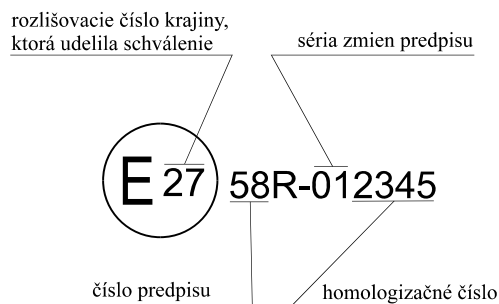 rozlišovacie číslo krajiny,
ktorá udelila schválenie
séria zmien predpisu
E 27 58R-012345
číslo predpisu
homologizačné číslo